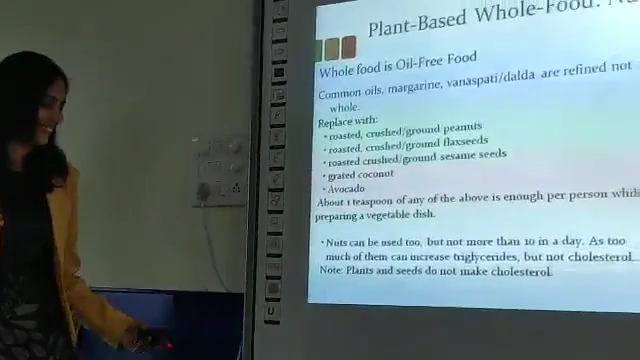 Plant-Based Whole-Food:
Whole food is Oil-Free Food
Common oils, margarine, vanaspati/dalda are refined not
whole.
Replace with:
• roasted, crushed/ground peanuts
• roasted, crushed/ground flaxseeds
• roasted crushed/ground sesame seeds
• grated coconut
• Avocado
About 1 teaspoon of any of the above is enough per person whil
preparing a vegetable dish.
• Nuts can be used too, but not more than 10 in a day. As too
much of them can increase triglycerides, but not cholesterol.
Note: Plants and seeds do not make cholesterol.